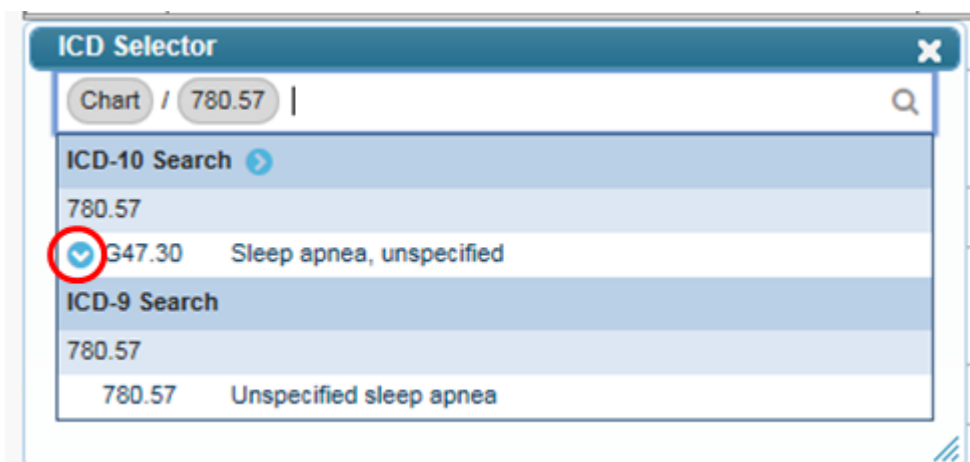 ICD Selector
Chart / 780.57
ICD-10 Search
780.57
G47.30 Sleep apnea, unspecified
ICD-9 Search
780.57
780.57 Unspecified sleep apnea